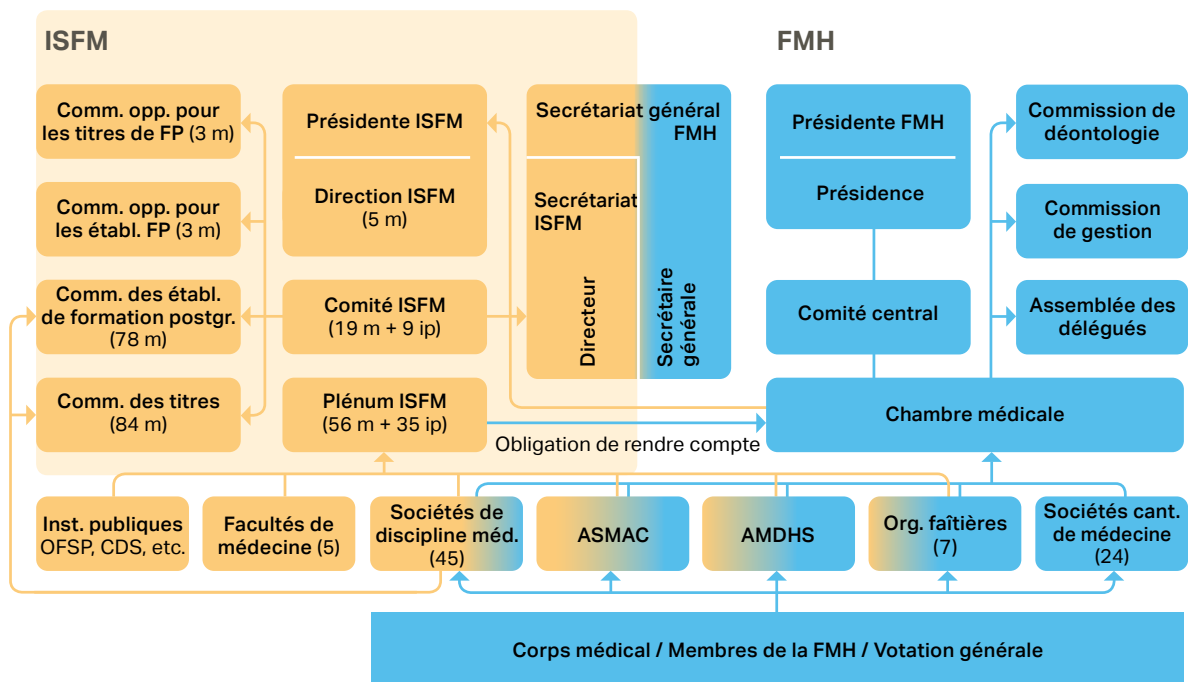 ISFM
FMH
Comm. opp. pour
les titres de FP (3 m)
Présidente ISFM
Secrétariat général
FMH
Présidente FMH
Commission de
déontologie
Comm. opp. pour
les établ. FP (3 m)
Direction ISFM
(5 m)
Secrétariat
ISFM
Présidence
Commission
de gestion
Comm. des établ.
de formation postgr.
(78 m)
Comité ISFM
(19 m + 9 ip)
Directeur
Secrétaire
générale
Comité central
Assemblée des
délégués
Comm. des titres
(84 m)
Plénum ISFM
(56 m + 35 ip)
Obligation de rendre compte
Chambre médicale
Inst. publiques
OFSP, CDS, etc.
Facultés de
médecine (5)
Sociétés de
discipline méd.
(45)
ASMAC
AMDHS
Org. faîtières
(7)
Sociétés cant.
de médecine
(24)
Corps médical / Membres de la FMH / Votation générale